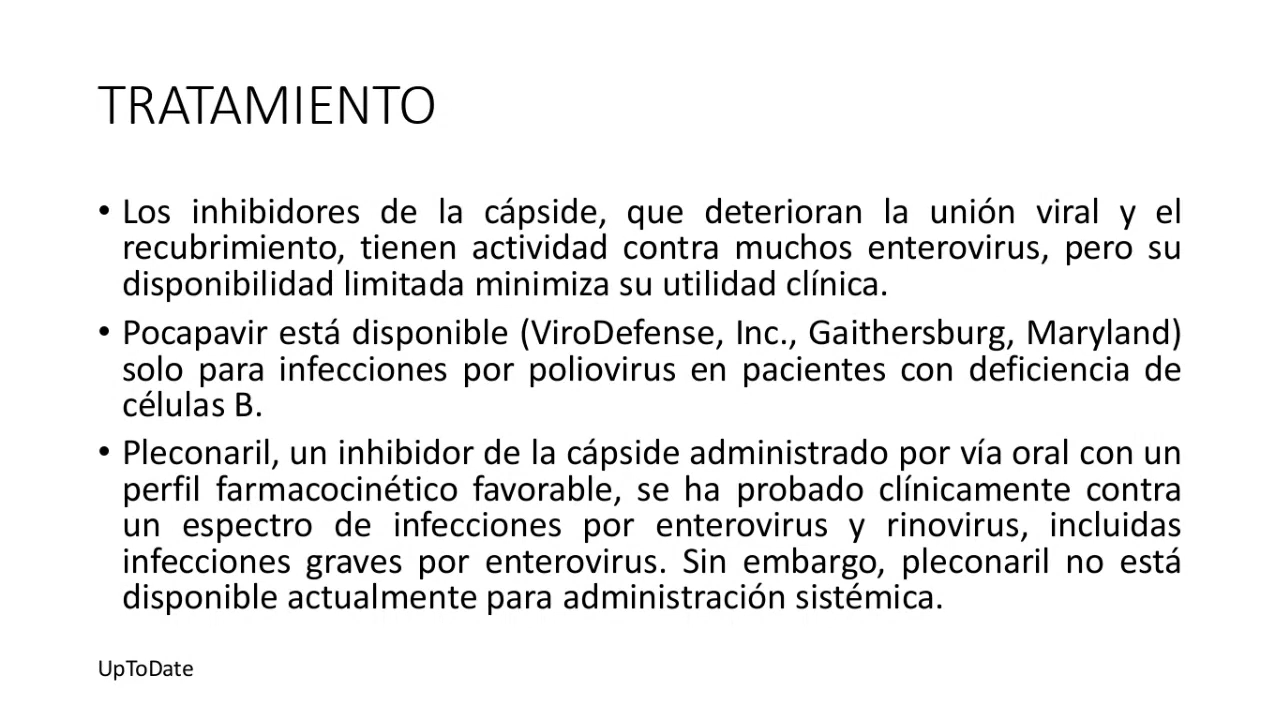 TRATAMIENTO
• Los inhibidores de la cápside, que deterioran la unión viral y el
recubrimiento, tienen actividad contra muchos enterovirus, pero su
disponibilidad limitada minimiza su utilidad clínica.
• Pocapavir está disponible (ViroDefense, Inc., Gaithersburg, Maryland)
solo para infecciones por poliovirus en pacientes con deficiencia de
células B.
• Pleconaril, un inhibidor de la cápside administrado por vía oral con un
perfil farmacocinético favorable, se ha probado clínicamente contra
un espectro de infecciones por enterovirus y rinovirus, incluidas
infecciones graves por enterovirus. Sin embargo, pleconaril no está
disponible actualmente para administración sistémica.
UpToDate